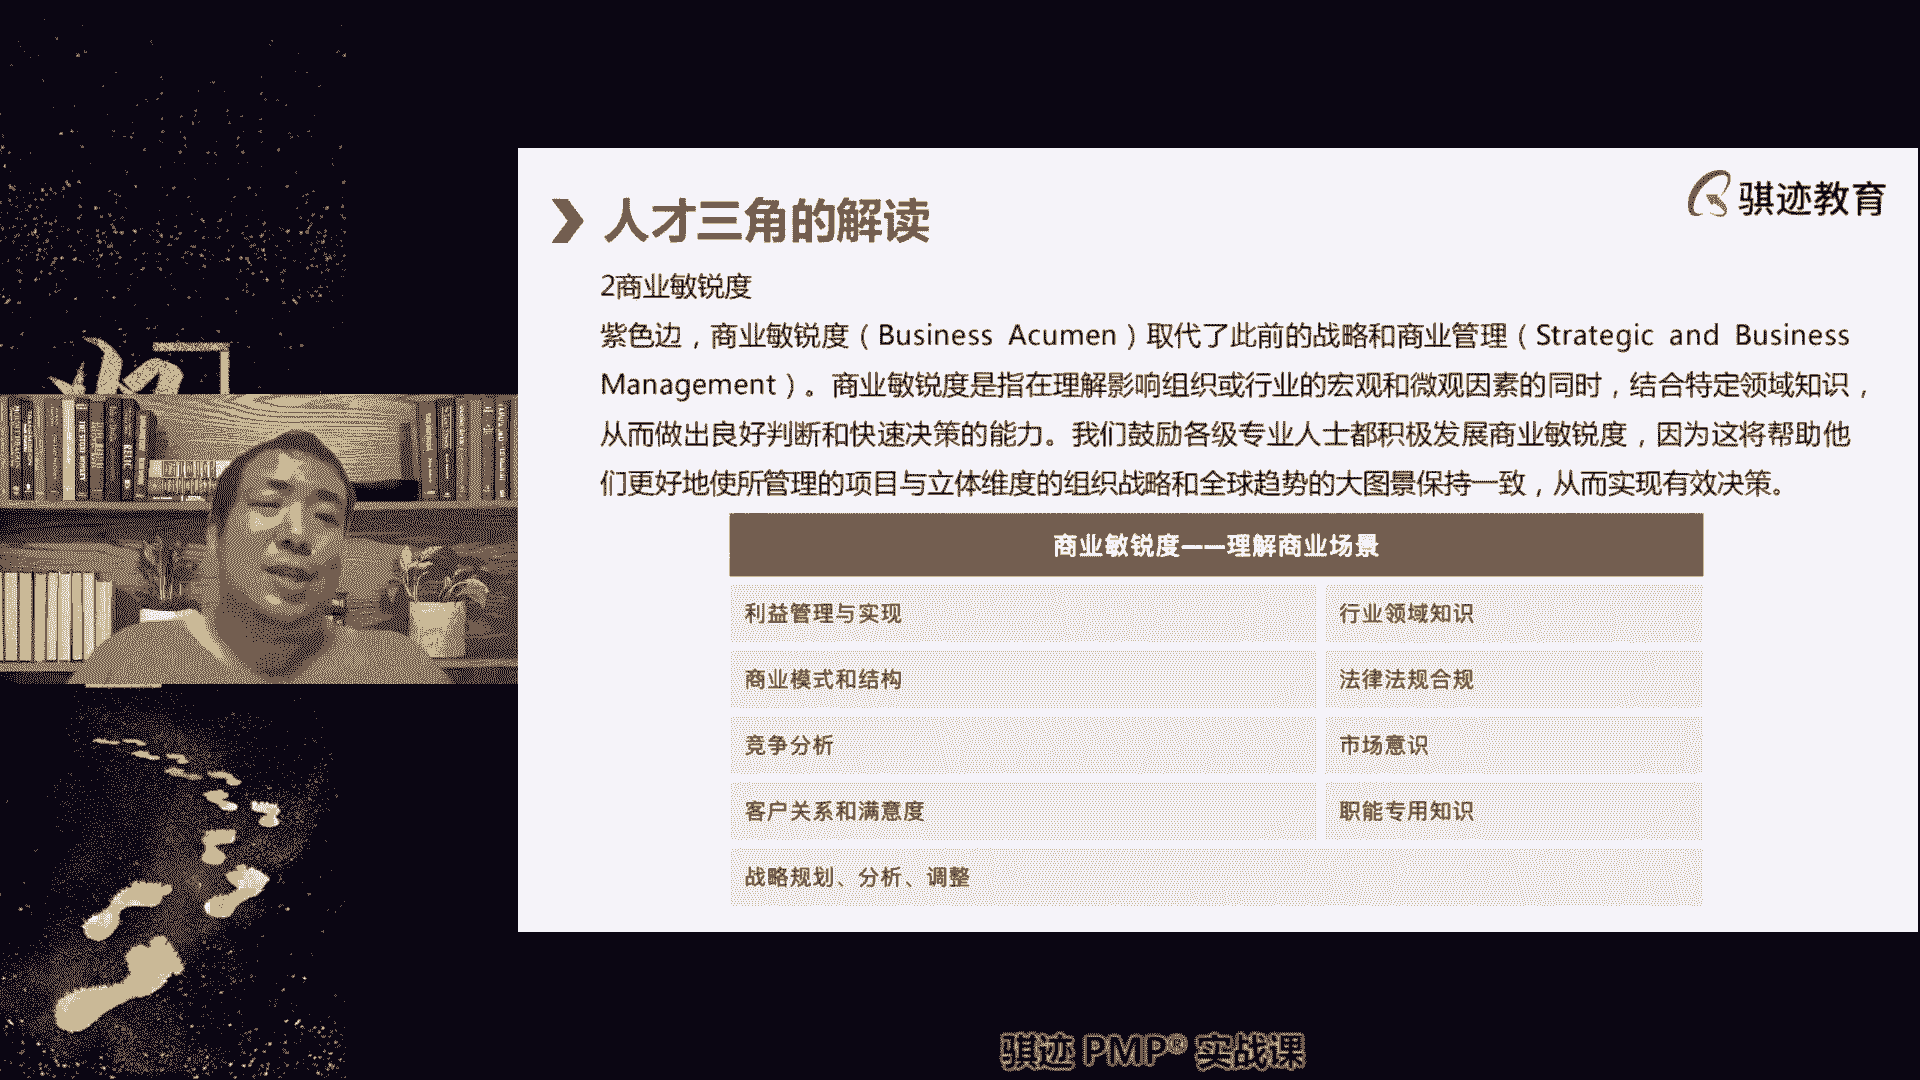 骐迹教育
人才三角的解读
2商业敏锐度
紫色边，商业敏锐度（Business Acumen）取代了此前的战略和商业管理（Strategic and Business
Management）。商业敏锐度是指在理解影响组织或行业的宏观和微观因素的同时，结合特定领域知识，
从而做出良好判断和快速决策的能力。我们鼓励各级专业人士都积极发展商业敏锐度，因为这将帮助他
们更好地使所管理的项目与立体维度的组织战略和全球趋势的大图景保持一致，从而实现有效决策。
商业敏锐度——理解商业场景
利益管理与实现
行业领域知识
商业模式和结构
法律法规合规
竞争分析
市场意识
客户关系和满意度
职能专用知识
战略规划、分析、调整
骐迹 PMP® 实战课